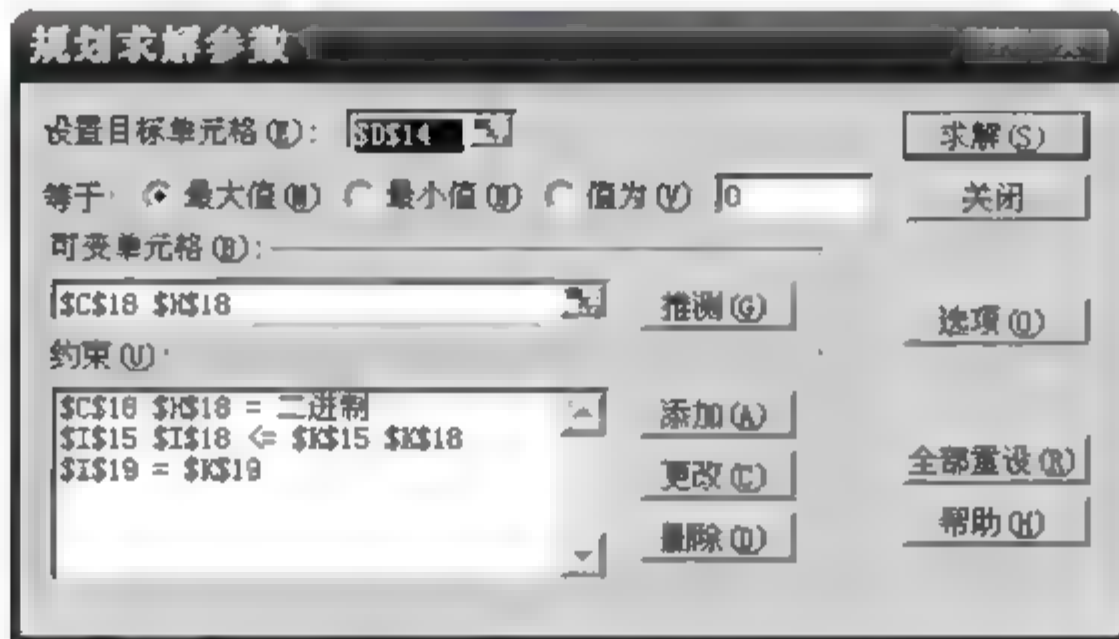 规划求解参数
设置目标单元格(E): $D$14 求解(S)
等于: 最大值(M) 最小值(N) 值为(V) 0 关闭
可变单元格(B):
$C$18 $H$18 推测(G) 选项(O)
约束(U):
$C$18 $H$18 = 二进制 添加(A)
$I$15 $I$18 <= $K$15 $K$18
$I$19 = $K$19 更改(C) 全部重设(R)
删除(D) 帮助(H)